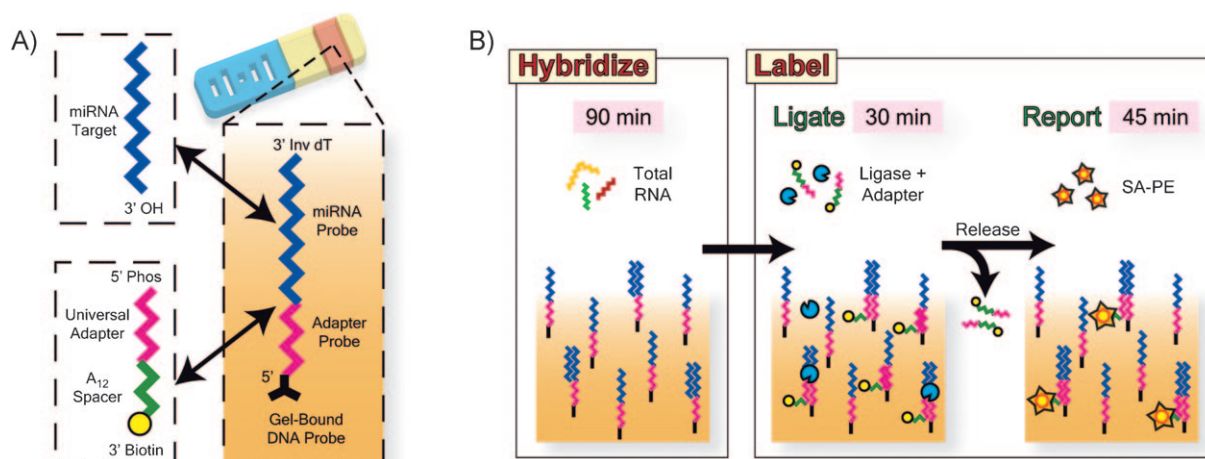 A)
miRNA
Target
3' OH
5' Phos
Universal
Adapter
A12
Spacer
3' Biotin
3' Inv dT
miRNA
Probe
Adapter
Probe
5'
Gel-Bound
DNA Probe
B)
Hybridize
90 min
Total
RNA
Label
Ligate 30 min
Ligase +
Adapter
Release
Report 45 min
SA-PE